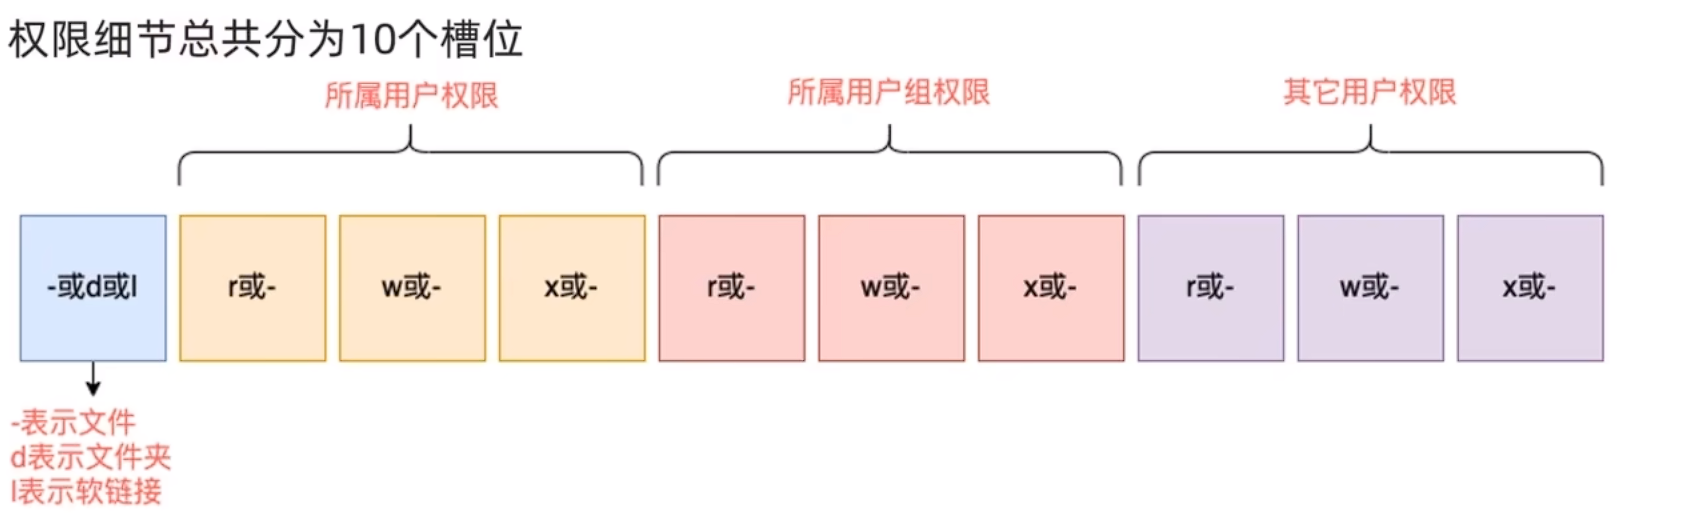 权限细节总共分为10个槽位
所属用户权限 所属用户组权限 其它用户权限
-或d或l r或- w或- x或- r或- w或- x或- r或- w或- x或-
-表示文件
d表示文件夹
l表示软链接